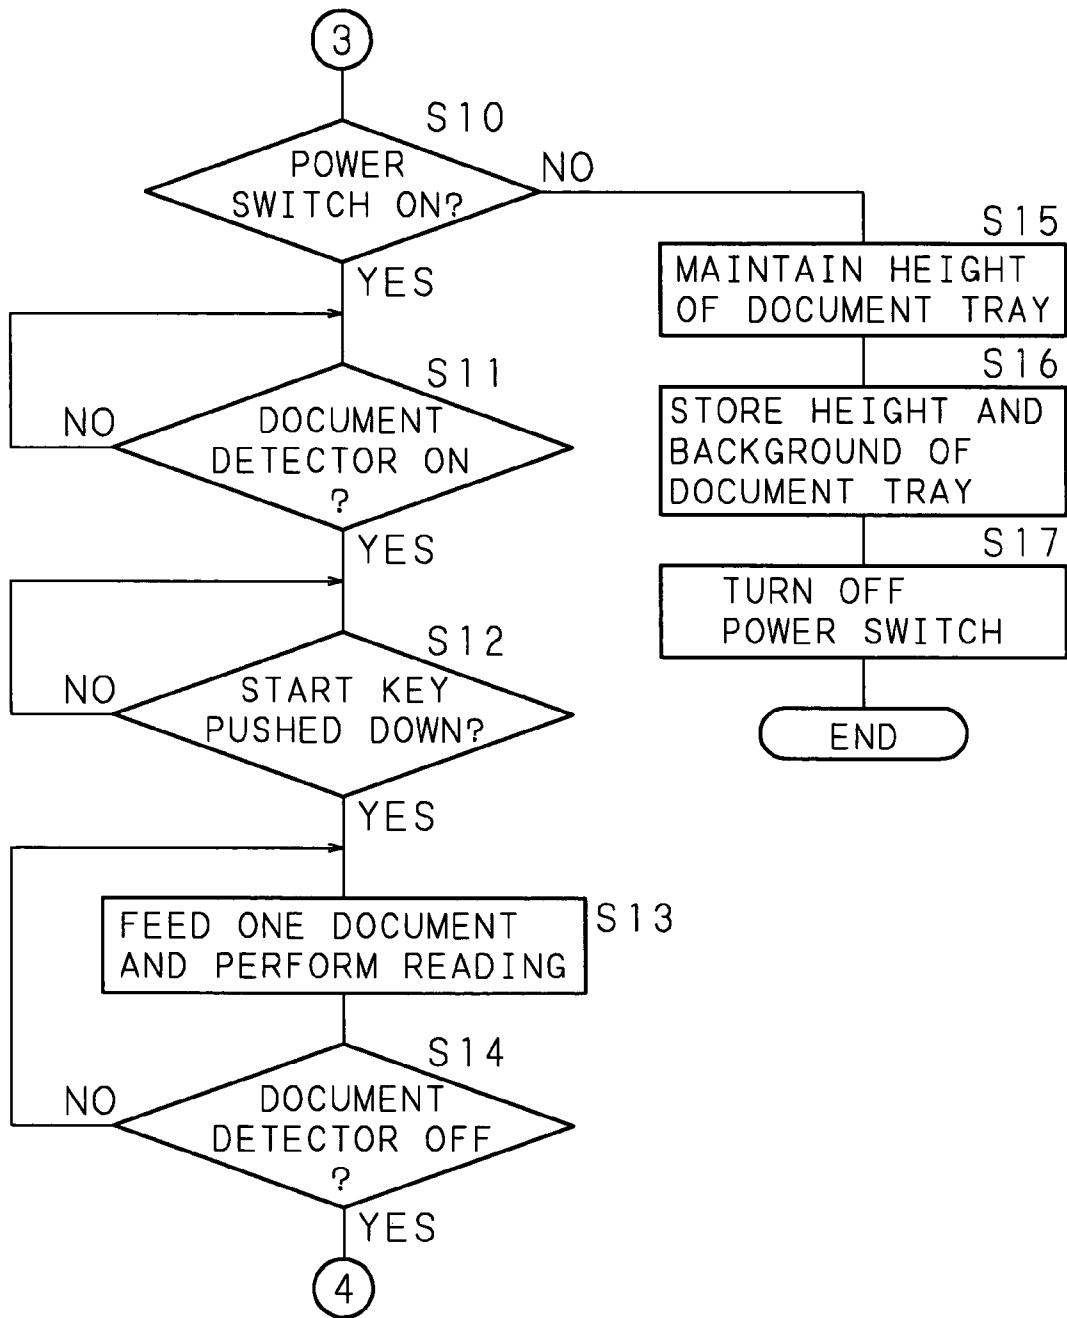 3
S10
POWER
SWITCH ON?
NO
YES
S15
MAINTAIN HEIGHT
OF DOCUMENT TRAY
S11
NO
DOCUMENT
DETECTOR ON
?
YES
S16
STORE HEIGHT AND
BACKGROUND OF
DOCUMENT TRAY
S17
TURN OFF
POWER SWITCH
END
S12
NO
START KEY
PUSHED DOWN?
YES
FEED ONE DOCUMENT
AND PERFORM READING
S13
S14
NO
DOCUMENT
DETECTOR OFF
?
YES
4